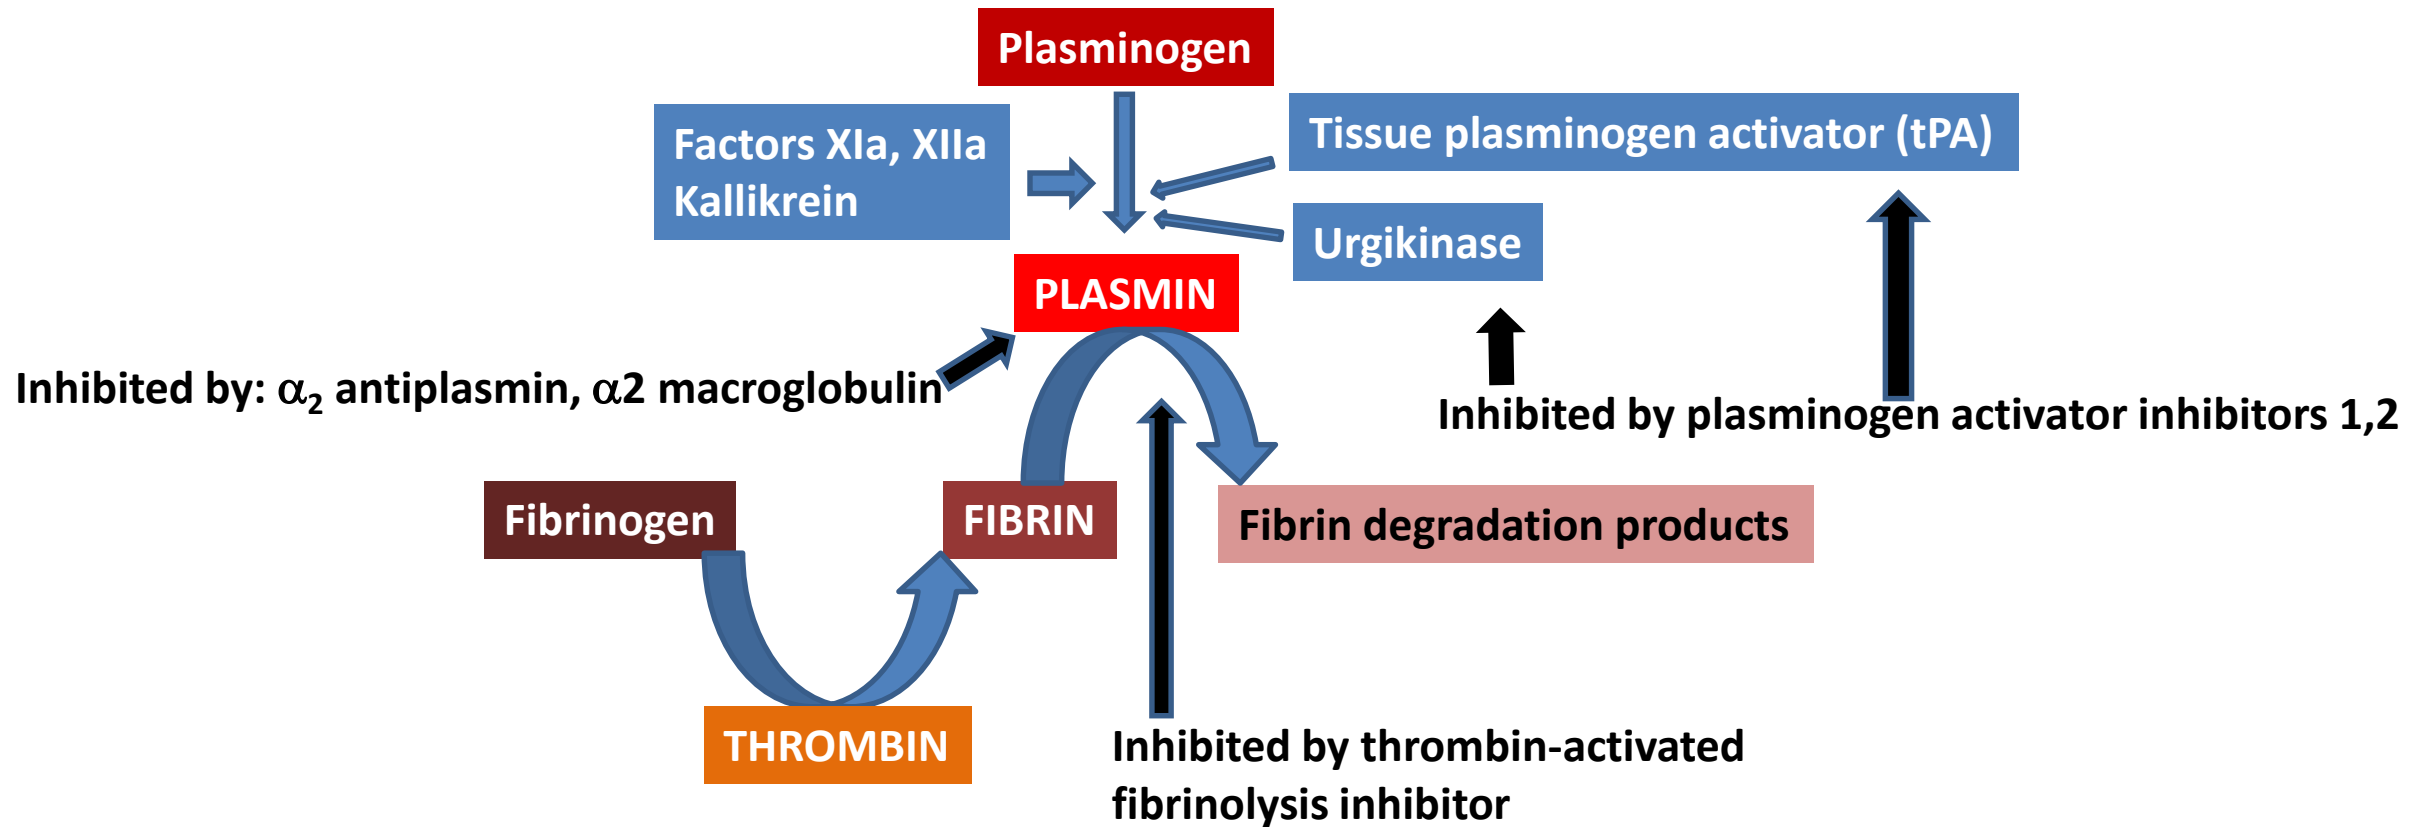 Plasminogen
Factors XIa, XIIa
Kallikrein
Tissue plasminogen activator (tPA)
Urgikinase
PLASMIN
Inhibited by: α₂ antiplasmin, α2 macroglobulin
Inhibited by plasminogen activator inhibitors 1,2
Fibrinogen
FIBRIN
Fibrin degradation products
THROMBIN
Inhibited by thrombin-activated
fibrinolysis inhibitor